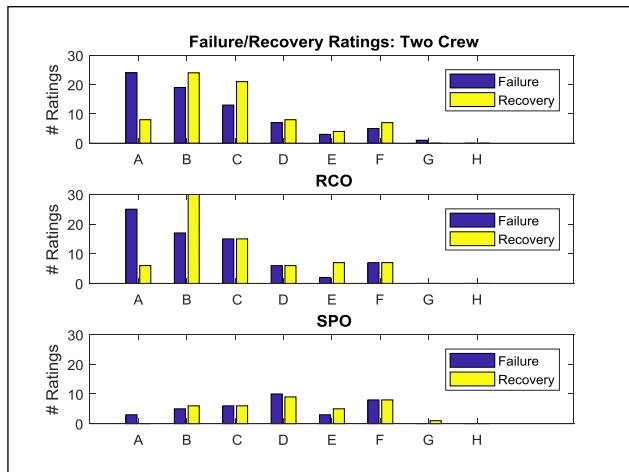 Failure/Recovery Ratings: Two Crew
# Ratings
30
20
10
0
Failure
Recovery
A B C D E F G H
RCO
# Ratings
30
20
10
0
Failure
Recovery
A B C D E F G H
SPO
# Ratings
30
20
10
0
Failure
Recovery
A B C D E F G H